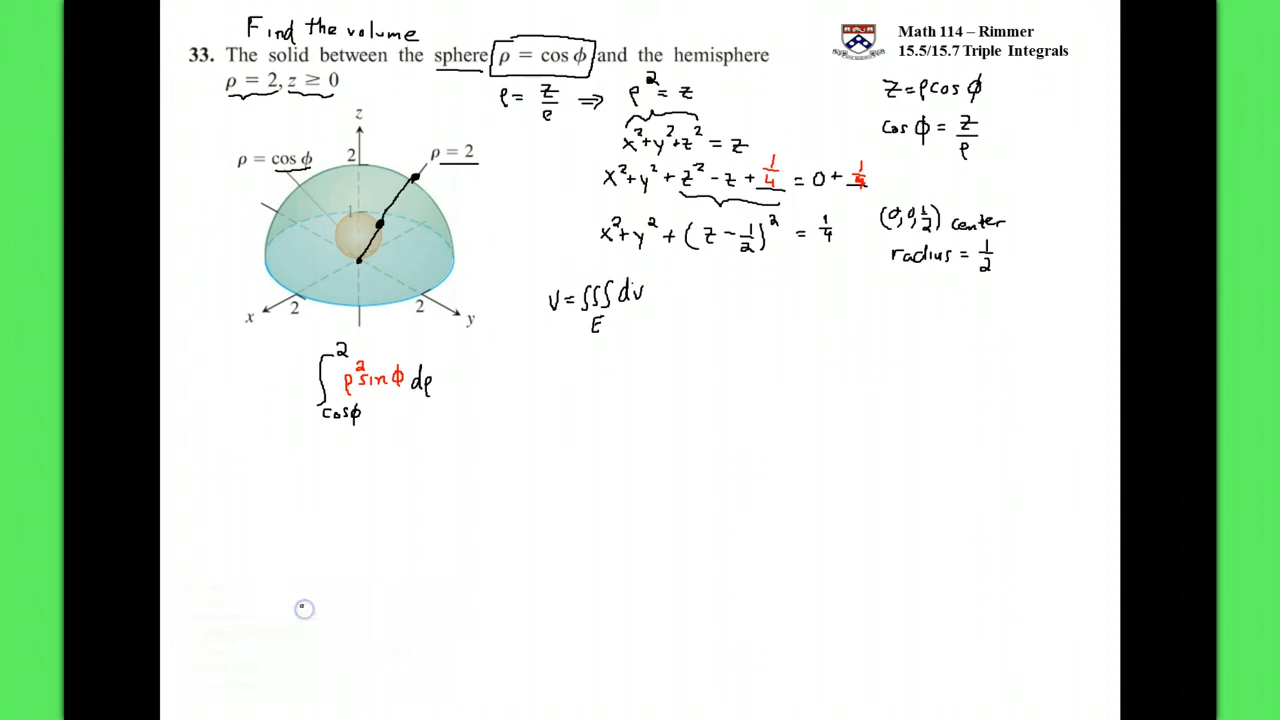 Find the volume
33. The solid between the sphere ρ = cos ϕ and the hemisphere
ρ = 2, z ≥ 0
Math 114 – Rimmer
15.5/15.7 Triple Integrals
ρ = z/ρ ⇒ ρ² = z
z = ρ cos ϕ
cos ϕ = z/ρ
x² + y² + z² = z
x² + y² + z² − z + 1/4 = 0 + 1/4
x² + y² + (z − 1/2)² = 1/4
(0, 0, 1/2) center
radius = 1/2
z
ρ = cos ϕ
2
ρ = 2
1
x
2
2
y
V = ∭_E dV
∫_{cos ϕ}^{2} ρ² sin ϕ dρ